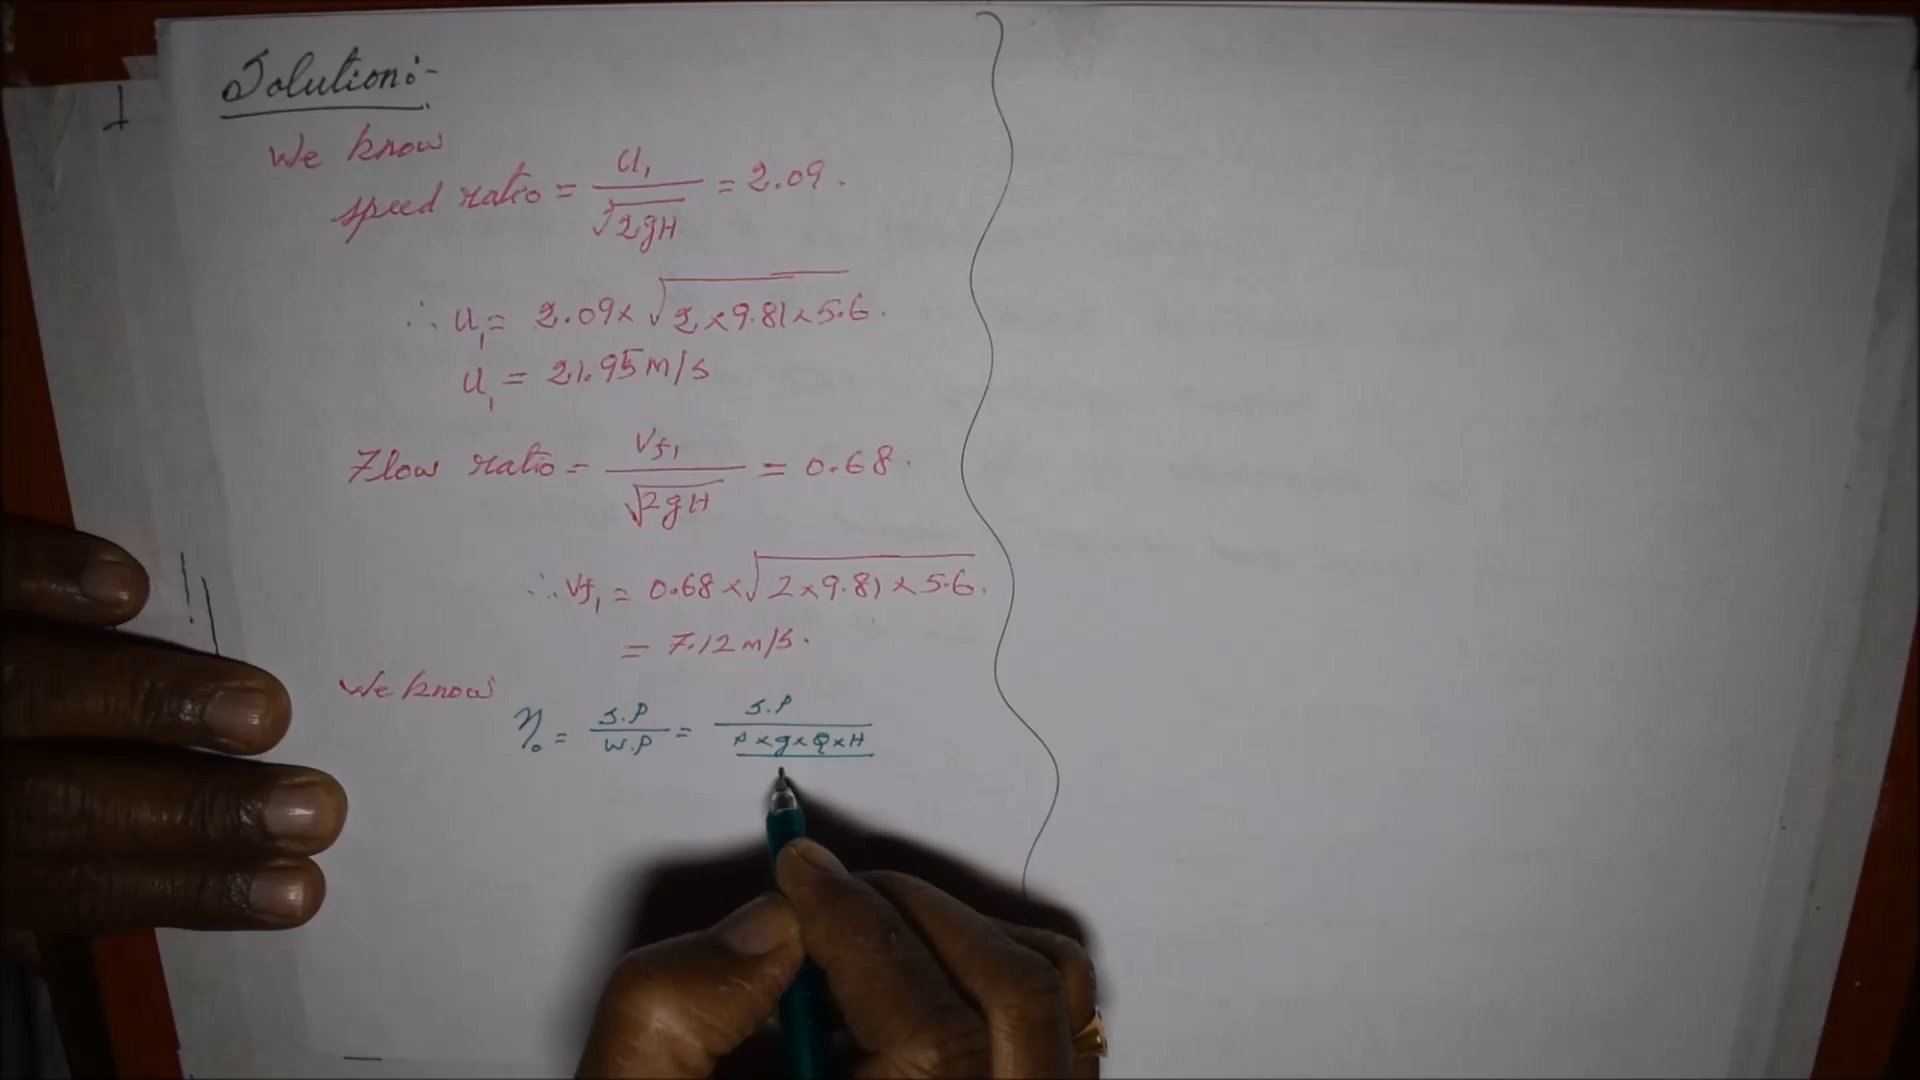 Solution:-
We know
speed ratio = U₁/√2gH = 2.09.
∴ U₁ = 2.09 × √2 × 9.81 × 5.6.
U₁ = 21.95 m/s
Flow ratio = Vf₁/√2gH = 0.68.
∴ Vf₁ = 0.68 × √2 × 9.81 × 5.6.
= 7.12 m/s.
We know
η₀ = S.P/W.P = S.P/ρ×g×Q×H